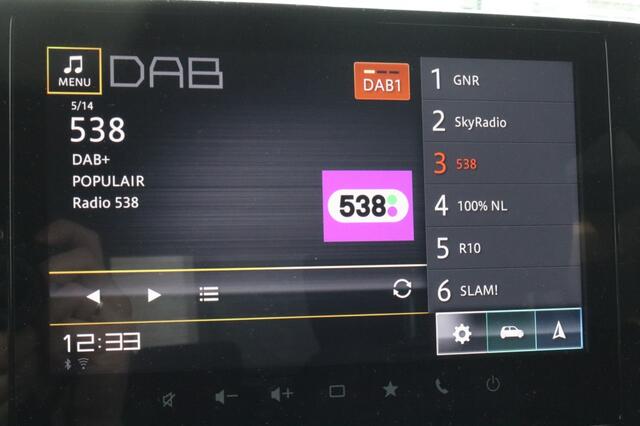 MENU
DAB
DAB1
5/14
538
DAB+
POPULAIR
Radio 538
538
1 GNR
2 SkyRadio
3 538
4 100% NL
5 R10
6 SLAM!
12:33